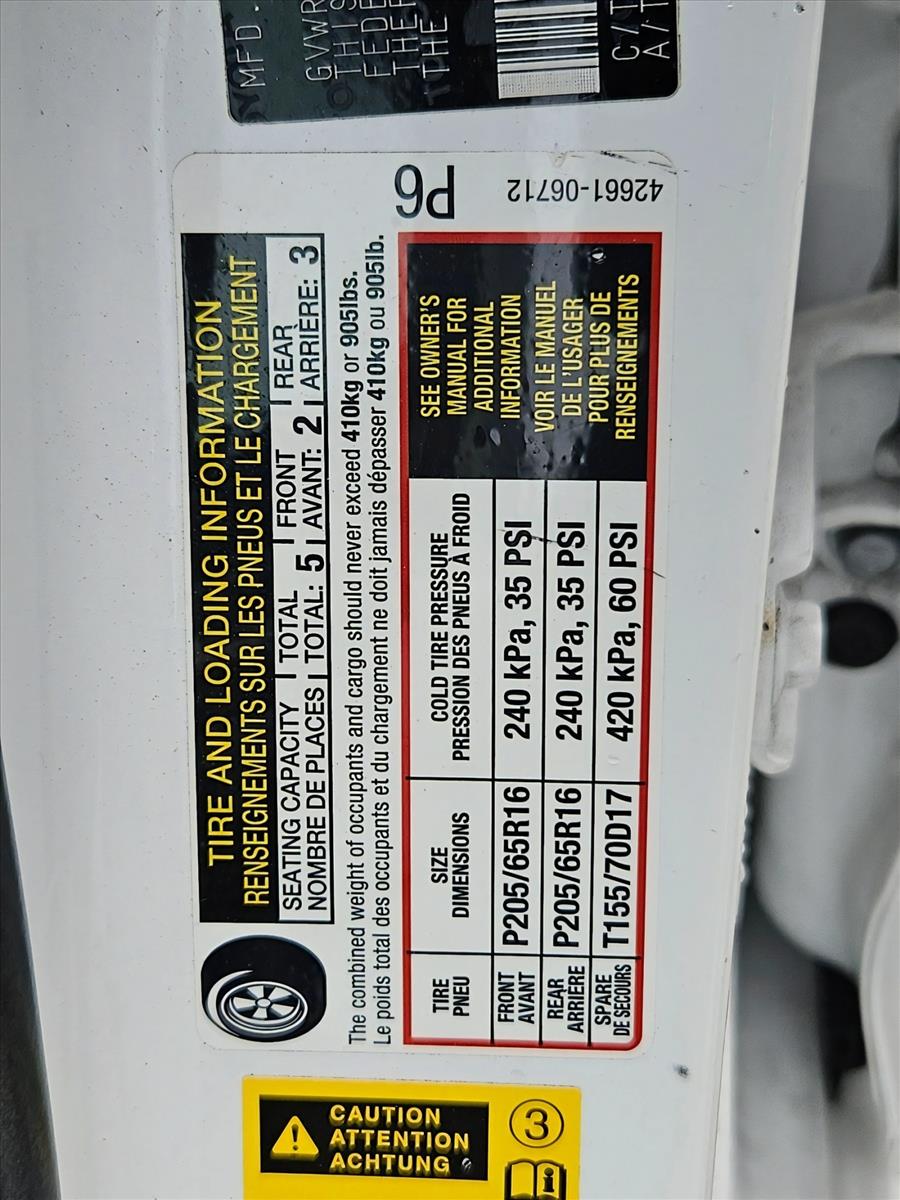 MFD.
GVWR
TH
FEDE
THE
THE
C/T
A/T
P6
42661-06712
TIRE AND LOADING INFORMATION
RENSEIGNEMENTS SUR LES PNEUS ET LE CHARGEMENT
SEATING CAPACITY TOTAL FRONT REAR
NOMBRE DE PLACES TOTAL: 5 AVANT: 2 ARRIÈRE: 3
The combined weight of occupants and cargo should never exceed 410kg or 905lbs.
Le poids total des occupants et du chargement ne doit jamais dépasser 410kg ou 905lb.
TIRE SIZE COLD TIRE PRESSURE
PNEU DIMENSIONS PRESSION DES PNEUS À FROID
FRONT
AVANT P205/65R16 240 kPa, 35 PSI
REAR
ARRIÈRE P205/65R16 240 kPa, 35 PSI
SPARE
DE SECOURS T155/70D17 420 kPa, 60 PSI
SEE OWNER'S
MANUAL FOR
ADDITIONAL
INFORMATION
VOIR LE MANUEL
DE L'USAGER
POUR PLUS DE
RENSEIGNEMENTS
CAUTION
ATTENTION
ACHTUNG
3